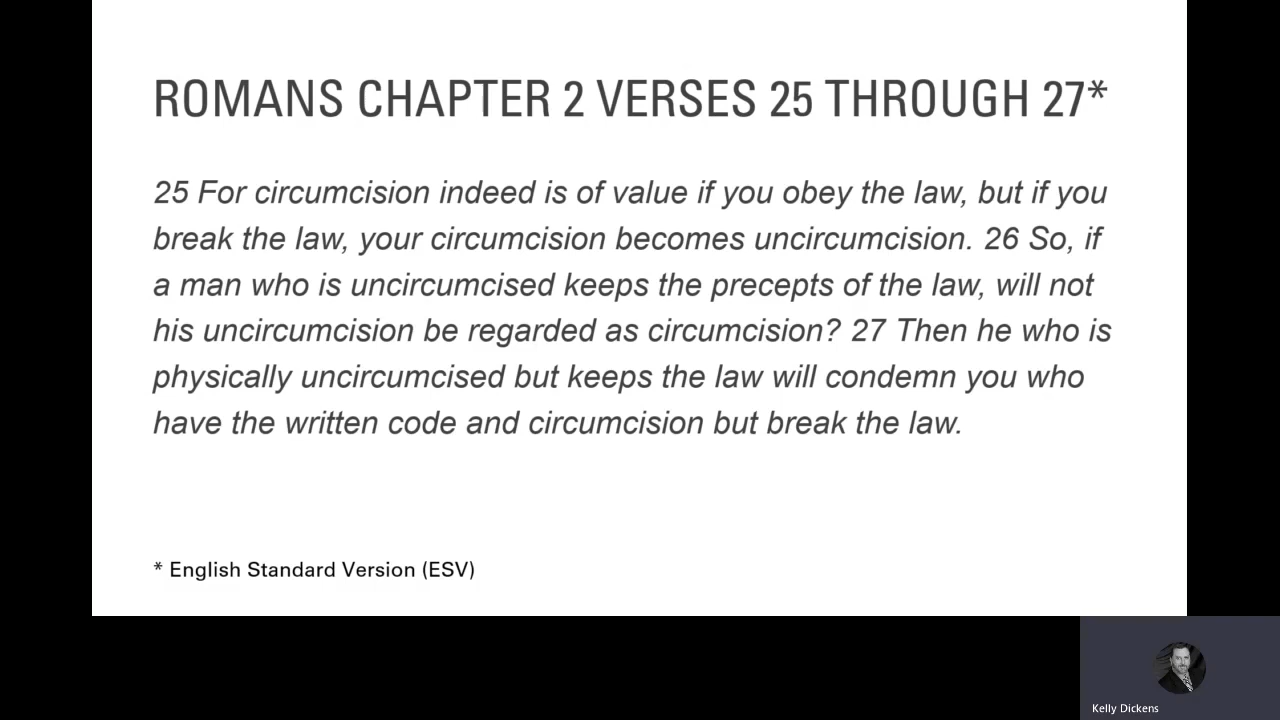 ROMANS CHAPTER 2 VERSES 25 THROUGH 27*
25 For circumcision indeed is of value if you obey the law, but if you
break the law, your circumcision becomes uncircumcision. 26 So, if
a man who is uncircumcised keeps the precepts of the law, will not
his uncircumcision be regarded as circumcision? 27 Then he who is
physically uncircumcised but keeps the law will condemn you who
have the written code and circumcision but break the law.
* English Standard Version (ESV)
Kelly Dickens